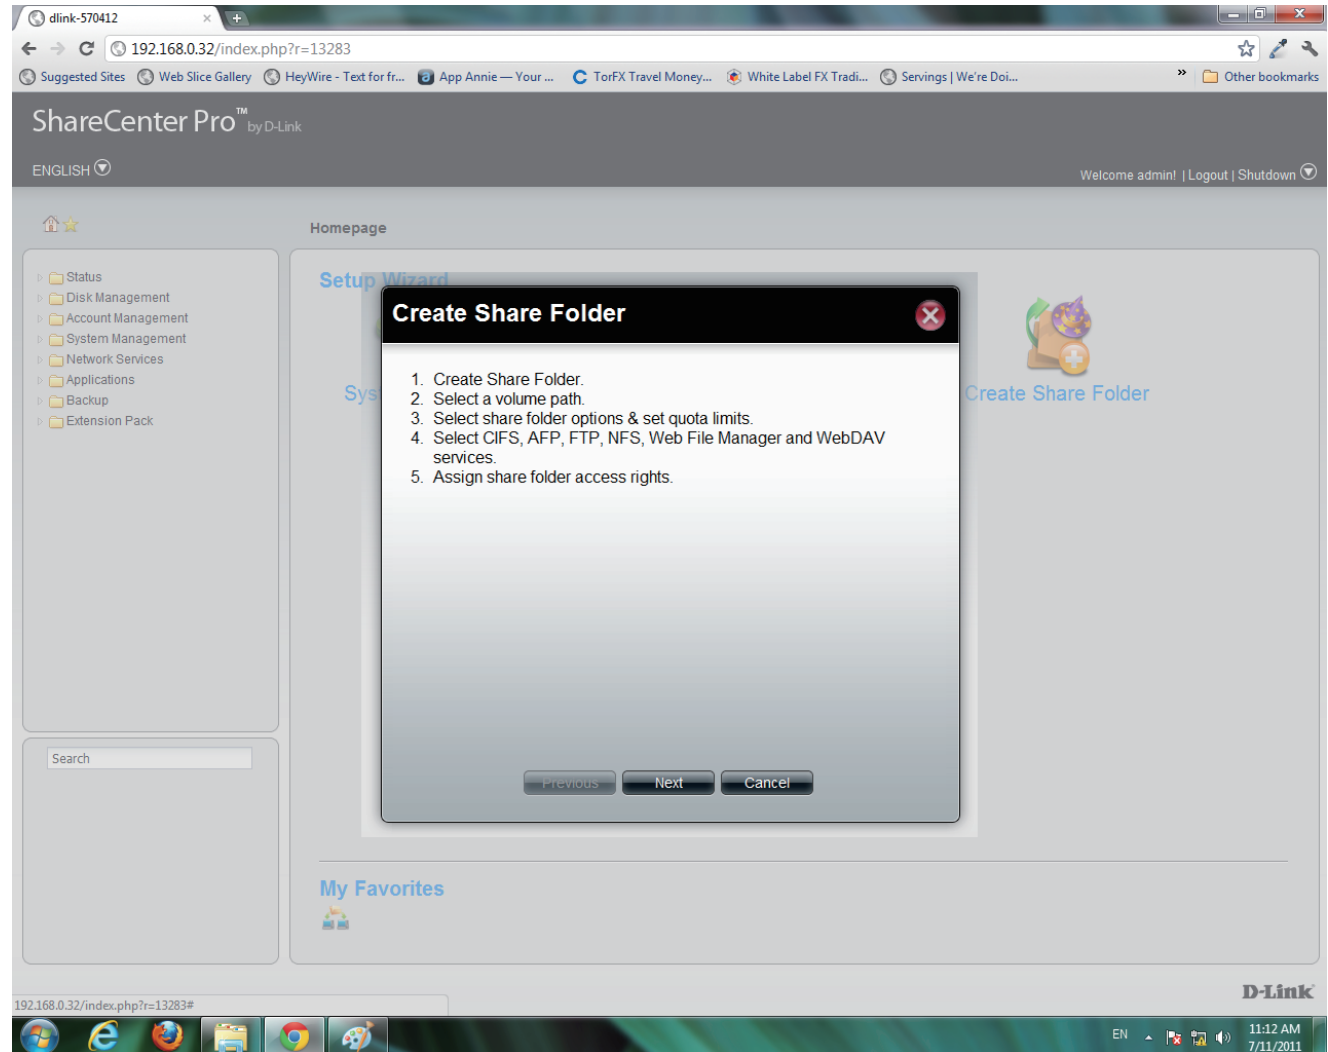 dlink-570412
192.168.0.32/index.php?r=13283
Suggested Sites Web Slice Gallery HeyWire - Text for fr... App Annie — Your ... TorFX Travel Money... White Label FX Tradi... Servings | We're Doi... » Other bookmarks
ShareCenter Pro™ by D-Link
ENGLISH
Welcome admin! | Logout | Shutdown
Homepage
Status
Disk Management
Account Management
System Management
Network Services
Applications
Backup
Extension Pack
Search
Setup Wizard
Sys
Create Share Folder
Create Share Folder
1. Create Share Folder.
2. Select a volume path.
3. Select share folder options & set quota limits.
4. Select CIFS, AFP, FTP, NFS, Web File Manager and WebDAV
services.
5. Assign share folder access rights.
Previous Next Cancel
My Favorites
D-Link
192.168.0.32/index.php?r=13283#
EN
11:12 AM
7/11/2011